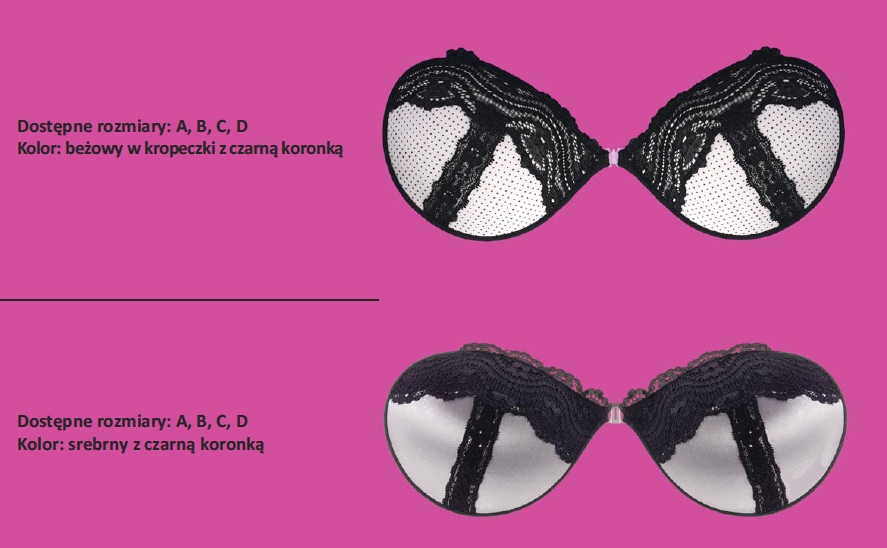 Dostępne rozmiary: A, B, C, D
Kolor: beżowy w kropeczki z czarną koronką
Dostępne rozmiary: A, B, C, D
Kolor: srebrny z czarną koronką